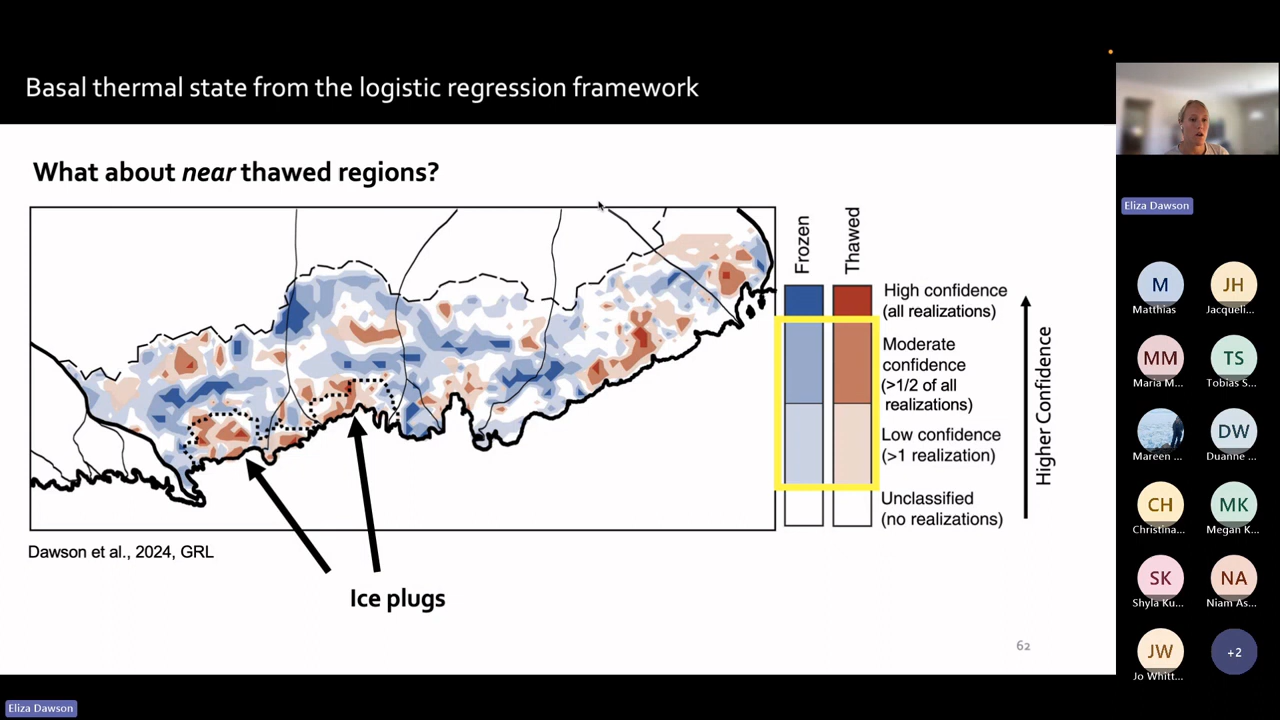 Basal thermal state from the logistic regression framework
What about near thawed regions?
Frozen
Thawed
High confidence
(all realizations)
Moderate
confidence
(>1/2 of all
realizations)
Low confidence
(>1 realization)
Unclassified
(no realizations)
Higher Confidence
Dawson et al., 2024, GRL
Ice plugs
62
Eliza Dawson
M
JH
Matthias
Jacqueli...
MM
TS
Maria M...
Tobias S...
DW
Mareen ...
Duanne ...
CH
MK
Christina...
Megan K...
SK
NA
Shyla Ku...
Niam As...
JW
+2
Jo Whitt...
Eliza Dawson